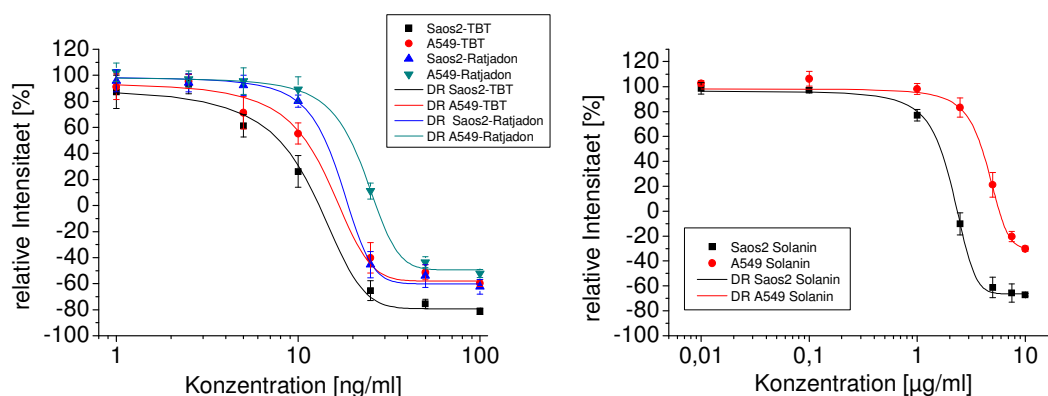 Saos2-TBT
A549-TBT
Saos2-Ratjadon
A549-Ratjadon
DR Saos2-TBT
DR A549-TBT
DR Saos2-Ratjadon
DR A549-Ratjadon
120
100
80
60
40
20
0
-20
-40
-60
-80
-100
relative Intensitaet [%]
1 10 100
Konzentration [ng/ml]
120
100
80
60
40
20
0
-20
-40
-60
-80
-100
relative Intensitaet [%]
Saos2 Solanin
A549 Solanin
DR Saos2 Solanin
DR A549 Solanin
0,01 0,1 1 10
Konzentration [µg/ml]